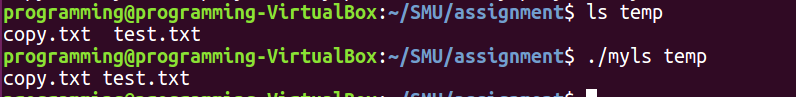 programming@programming-VirtualBox:~/SMU/assignment$ ls temp
copy.txt  test.txt
programming@programming-VirtualBox:~/SMU/assignment$ ./myls temp
copy.txt test.txt
programming@programming-VirtualBox:~/SMU/assignment$